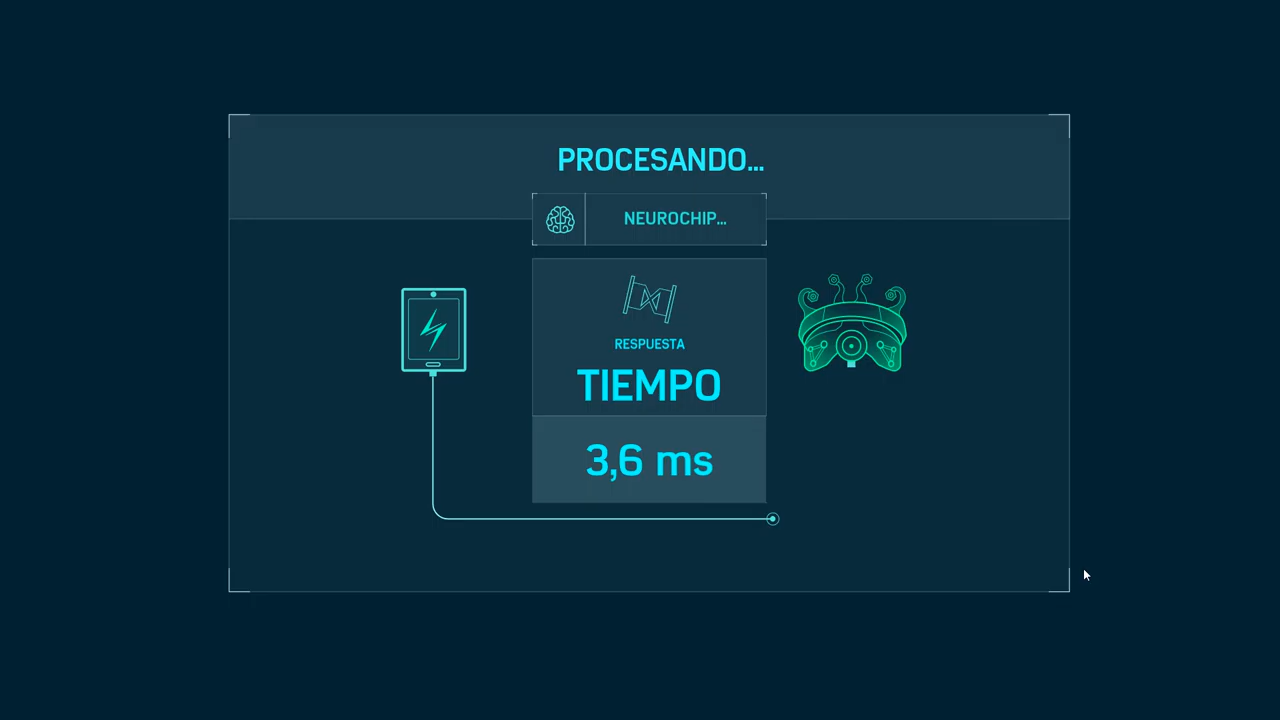 PROCESANDO...
NEUROCHIP...
RESPUESTA
TIEMPO
3,6 ms